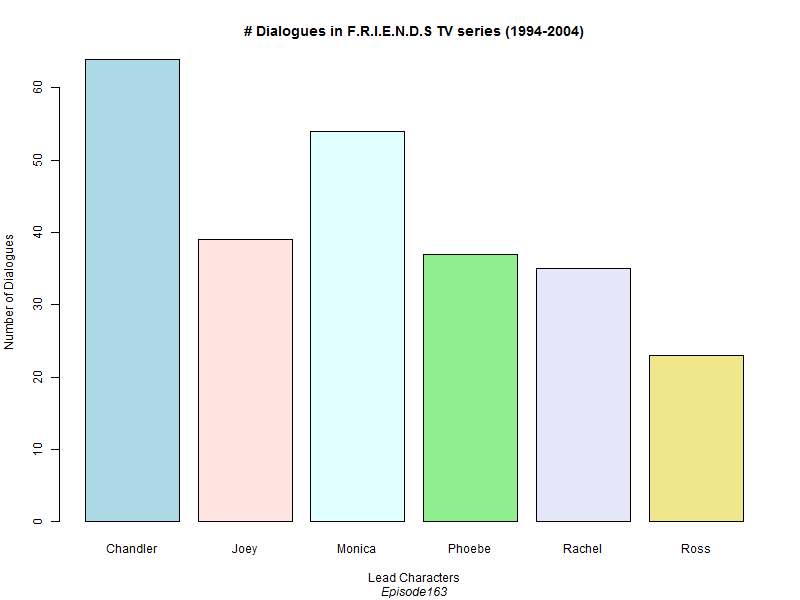 # Dialogues in F.R.I.E.N.D.S TV series (1994-2004)
60
50
40
30
20
10
0
Number of Dialogues
Chandler Joey Monica Phoebe Rachel Ross
Lead Characters
Episode163